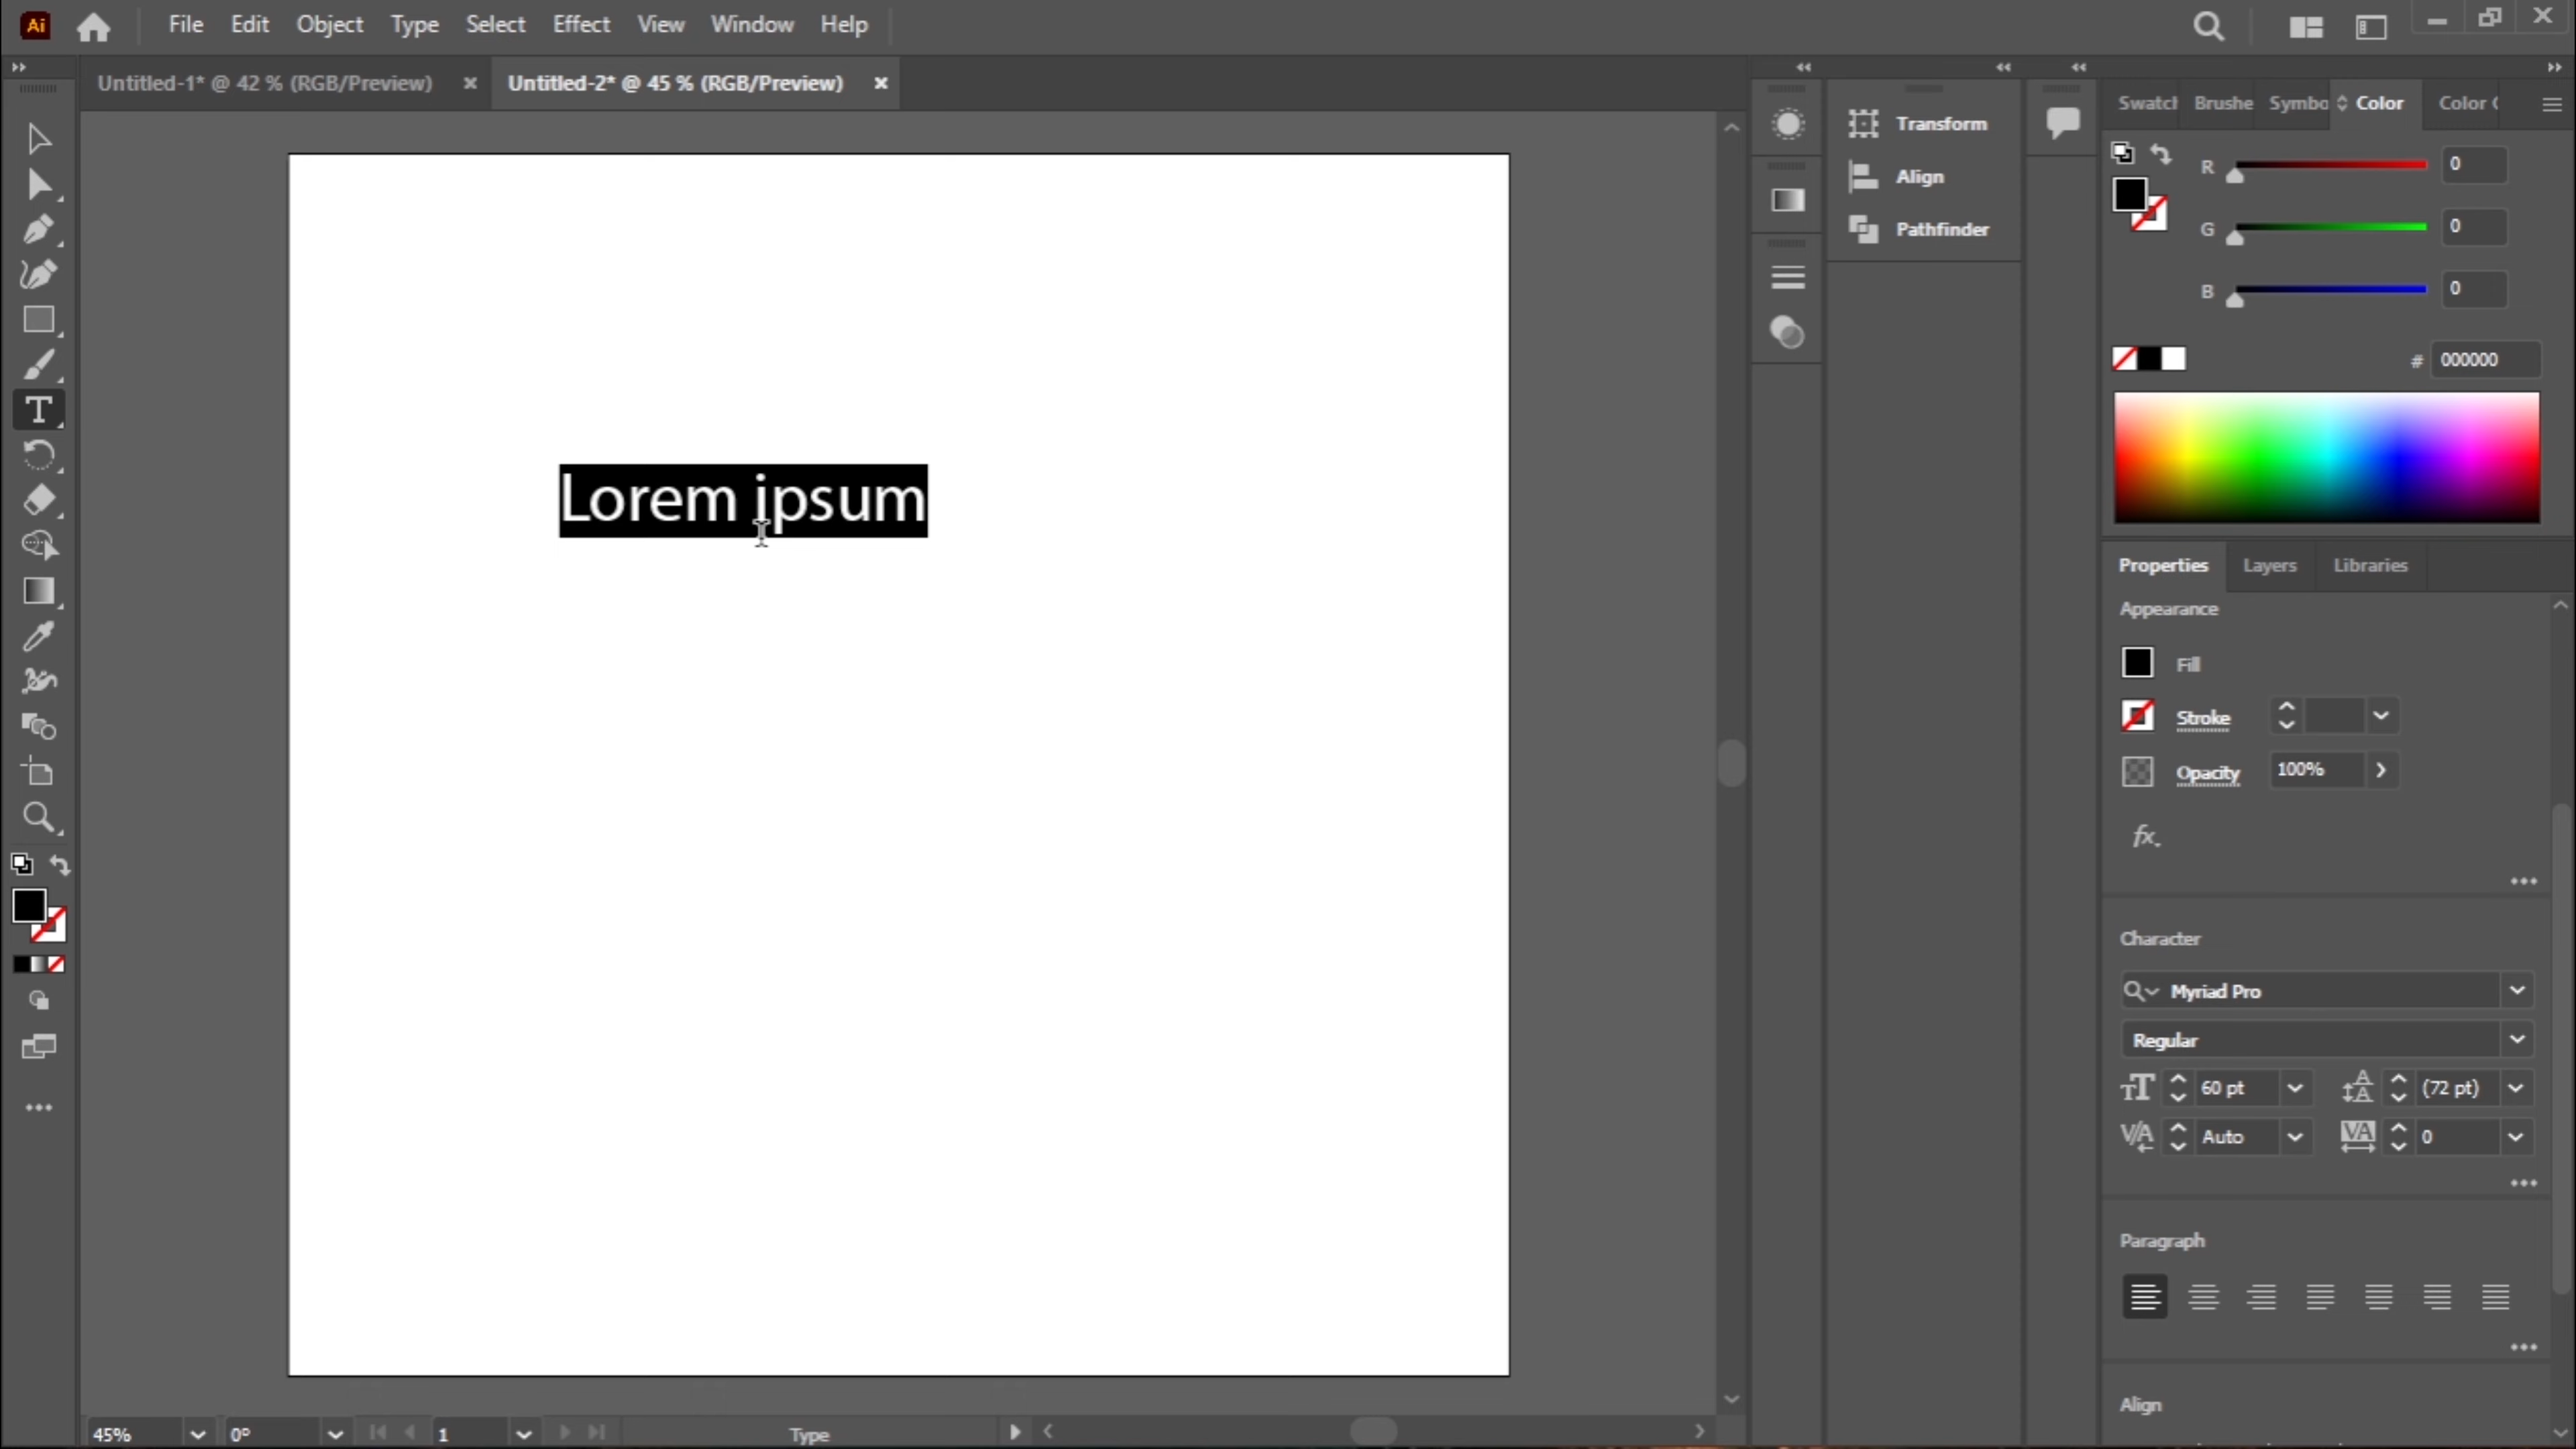 Ai File Edit Object Type Select Effect View Window Help
Untitled-1* @ 42 % (RGB/Preview) Untitled-2* @ 45 % (RGB/Preview)
Swatch Brushe Symbo Color Color
Transform
Align
Pathfinder
R 0
G 0
B 0
# 000000
T
Lorem ipsum
Properties Layers Libraries
Appearance
Fill
Stroke
Opacity 100%
fx.
Character
Myriad Pro
Regular
60 pt (72 pt)
Auto 0
Paragraph
Align
45% 0° 1 Type